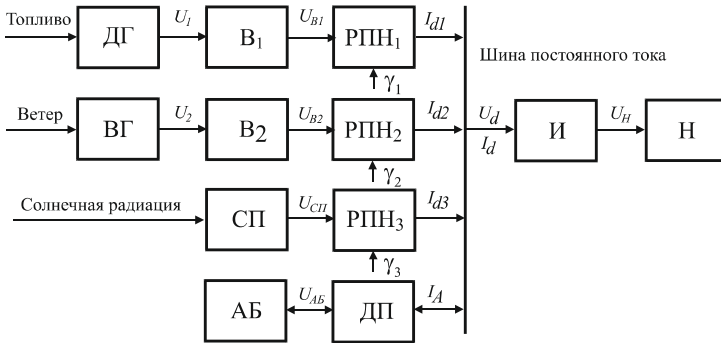 Топливо
ДГ
U1
В1
UВ1
РПН1
Id1
γ1
Шина постоянного тока
Ветер
ВГ
U2
В2
UВ2
РПН2
Id2
γ2
Ud
Id
И
UН
Н
Солнечная радиация
СП
UСП
РПН3
Id3
γ3
АБ
UАБ
ДП
IА